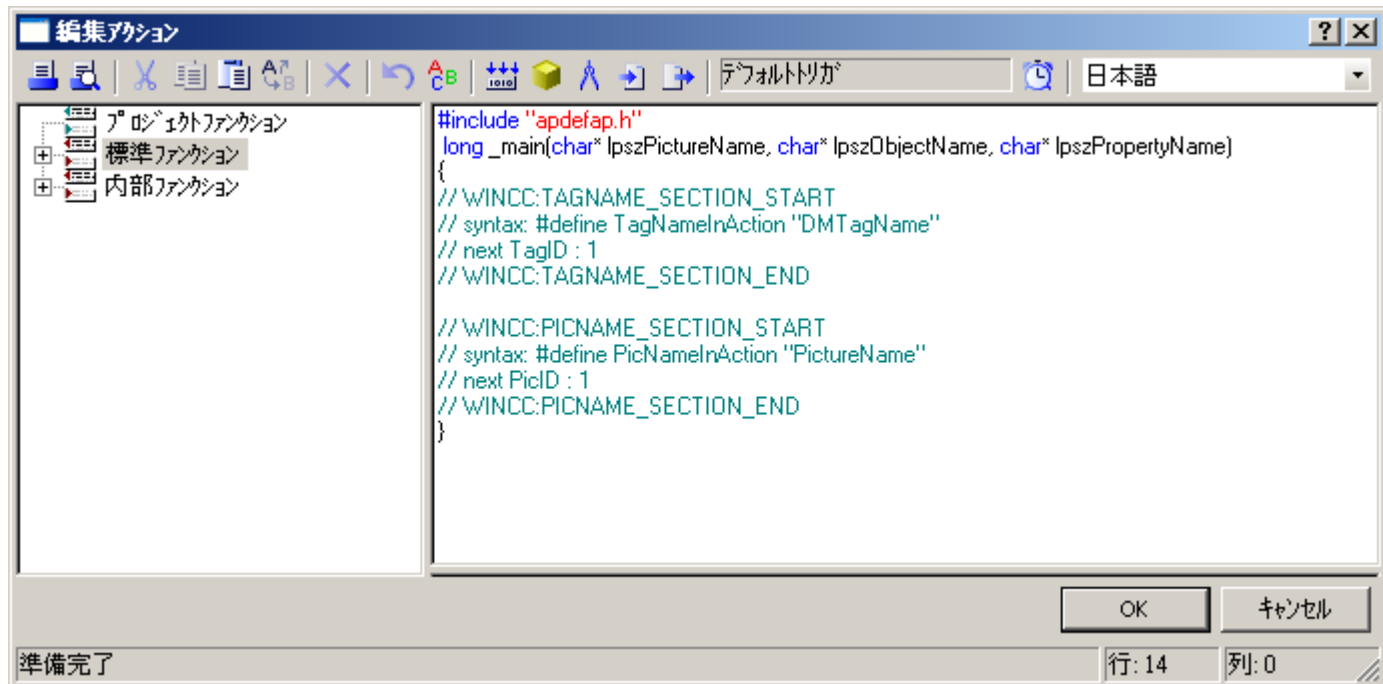 編集ｱｸｼｮﾝ
ﾃﾞﾌｫﾙﾄﾄﾘｶﾞ
日本語
ﾌﾟﾛｼﾞｪｸﾄﾌｧﾝｸｼｮﾝ
標準ﾌｧﾝｸｼｮﾝ
内部ﾌｧﾝｸｼｮﾝ
#include "apdefap.h"
long _main(char* lpszPictureName, char* lpszObjectName, char* lpszPropertyName)
{
// WINCC:TAGNAME_SECTION_START
// syntax: #define TagNameInAction "DMTagName"
// next TagID : 1
// WINCC:TAGNAME_SECTION_END
// WINCC:PICNAME_SECTION_START
// syntax: #define PicNameInAction "PictureName"
// next PicID : 1
// WINCC:PICNAME_SECTION_END
}
OK
ｷｬﾝｾﾙ
準備完了
行: 14
列: 0